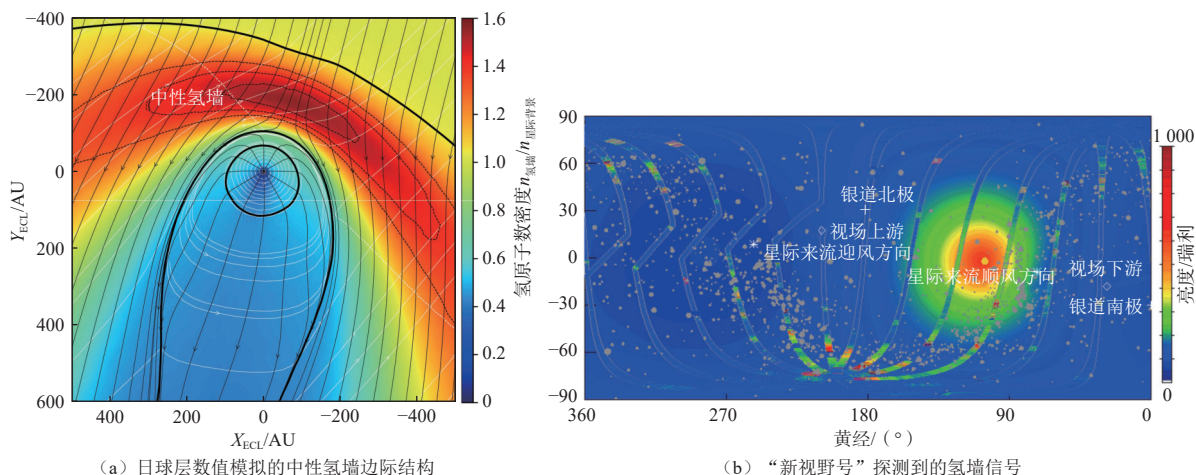 −400
−200
0
200
400
600
Y_ECL/AU
400
200
0
−200
−400
X_ECL/AU
中性氢墙
1.6
1.4
1.2
1.0
0.8
0.6
0.4
0.2
0
氢原子数密度n氢墙/n星际背景
(a) 日球层数值模拟的中性氢墙边际结构
90
60
30
0
−30
−60
−90
360
270
180
90
0
黄经/（°）
银道北极
视场上游
星际来流迎风方向
星际来流顺风方向
视场下游
银道南极
1 000
0
亮度/瑞利
(b) “新视野号”探测到的氢墙信号